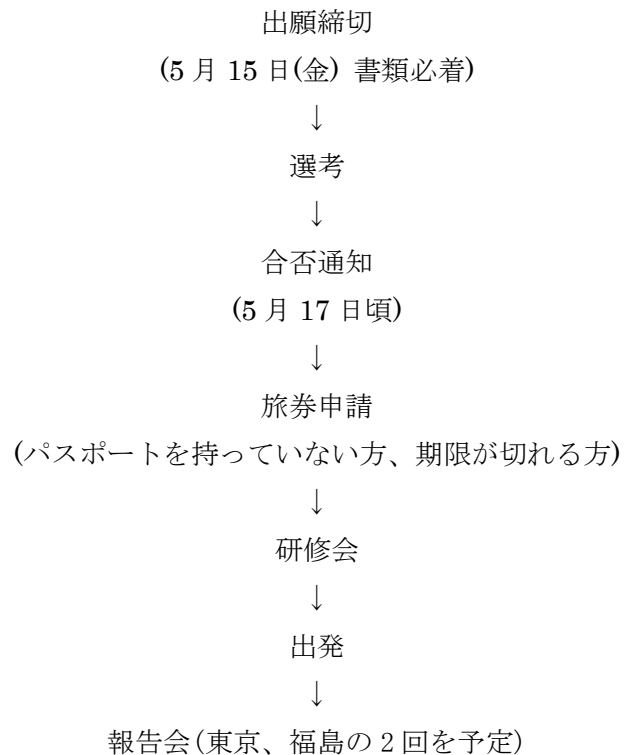 出願締切
(5 月 15 日(金) 書類必着)
↓
選考
↓
合否通知
(5 月 17 日頃)
↓
旅券申請
(パスポートを持っていない方、期限が切れる方)
↓
研修会
↓
出発
↓
報告会(東京、福島の 2 回を予定)